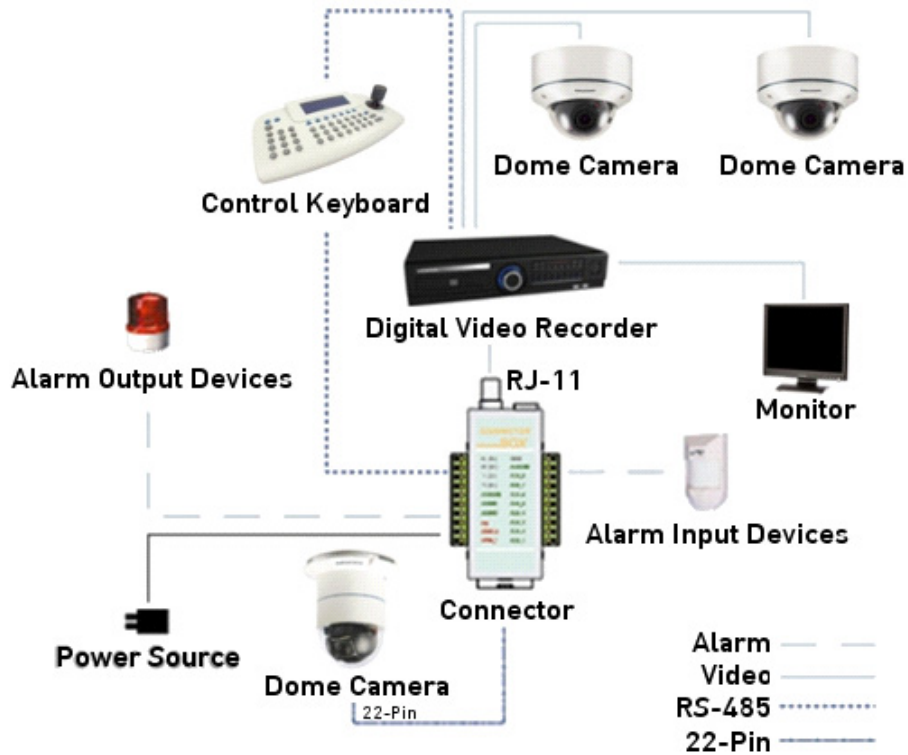 Dome Camera
Dome Camera
Control Keyboard
Digital Video Recorder
Alarm Output Devices
RJ-11
Monitor
Alarm Input Devices
Connector
Power Source
Dome Camera
22-Pin
Alarm
Video
RS-485
22-Pin